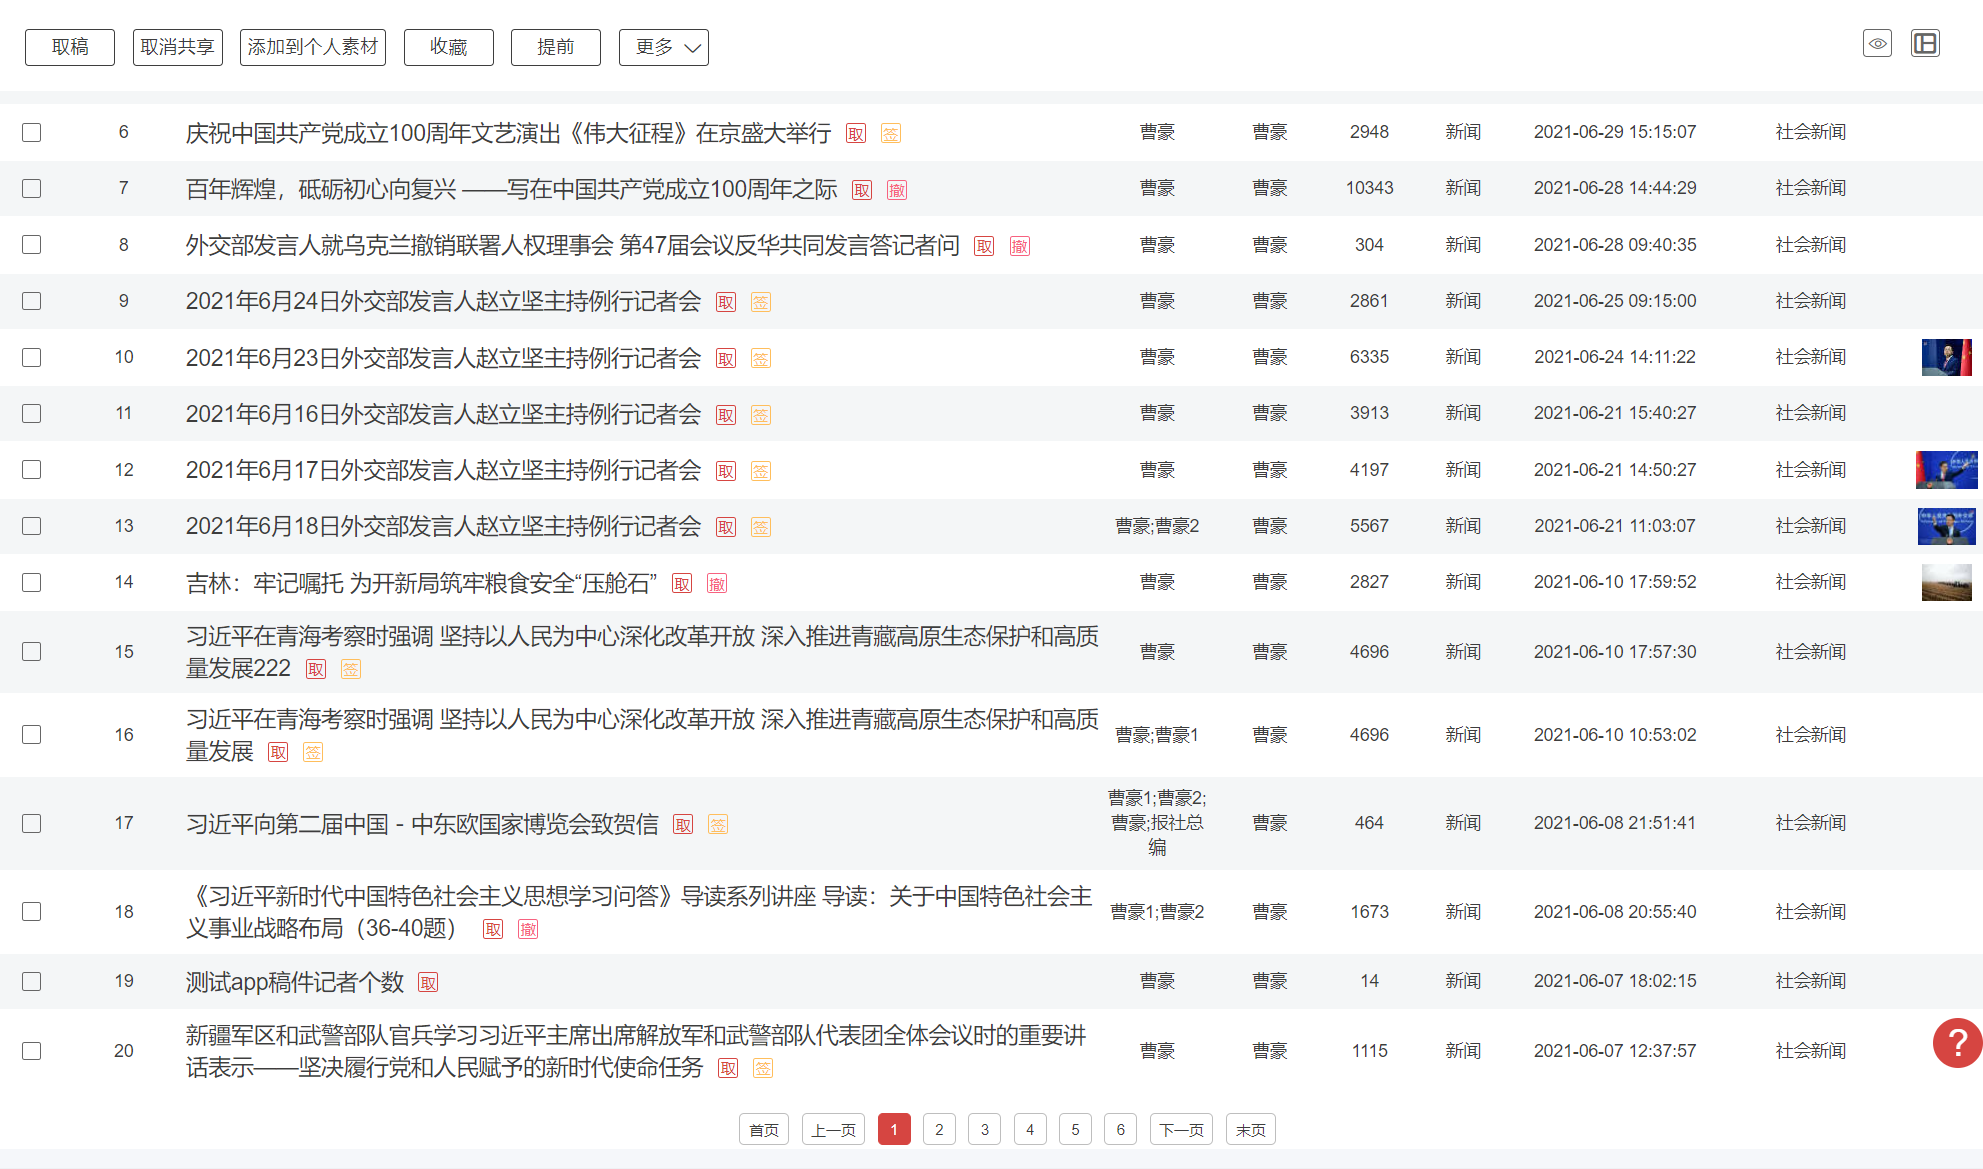 取稿 取消共享 添加到个人素材 收藏 提前 更多
6 庆祝中国共产党成立100周年文艺演出《伟大征程》在京盛大举行 取 签 曹豪 曹豪 2948 新闻 2021-06-29 15:15:07 社会新闻
7 百年辉煌，砥砺初心向复兴 ——写在中国共产党成立100周年之际 取 撤 曹豪 曹豪 10343 新闻 2021-06-28 14:44:29 社会新闻
8 外交部发言人就乌克兰撤销联署人权理事会 第47届会议反华共同发言答记者问 取 撤 曹豪 曹豪 304 新闻 2021-06-28 09:40:35 社会新闻
9 2021年6月24日外交部发言人赵立坚主持例行记者会 取 签 曹豪 曹豪 2861 新闻 2021-06-25 09:15:00 社会新闻
10 2021年6月23日外交部发言人赵立坚主持例行记者会 取 签 曹豪 曹豪 6335 新闻 2021-06-24 14:11:22 社会新闻
11 2021年6月16日外交部发言人赵立坚主持例行记者会 取 签 曹豪 曹豪 3913 新闻 2021-06-21 15:40:27 社会新闻
12 2021年6月17日外交部发言人赵立坚主持例行记者会 取 签 曹豪 曹豪 4197 新闻 2021-06-21 14:50:27 社会新闻
13 2021年6月18日外交部发言人赵立坚主持例行记者会 取 签 曹豪;曹豪2 曹豪 5567 新闻 2021-06-21 11:03:07 社会新闻
14 吉林：牢记嘱托 为开新局筑牢粮食安全“压舱石” 取 撤 曹豪 曹豪 2827 新闻 2021-06-10 17:59:52 社会新闻
15 习近平在青海考察时强调 坚持以人民为中心深化改革开放 深入推进青藏高原生态保护和高质 曹豪 曹豪 4696 新闻 2021-06-10 17:57:30 社会新闻
量发展222 取 签
16 习近平在青海考察时强调 坚持以人民为中心深化改革开放 深入推进青藏高原生态保护和高质 曹豪;曹豪1 曹豪 4696 新闻 2021-06-10 10:53:02 社会新闻
量发展 取 签
17 习近平向第二届中国 - 中东欧国家博览会致贺信 取 签 曹豪1;曹豪2;
曹豪;报社总
编 曹豪 464 新闻 2021-06-08 21:51:41 社会新闻
18 《习近平新时代中国特色社会主义思想学习问答》导读系列讲座 导读：关于中国特色社会主 曹豪1;曹豪2 曹豪 1673 新闻 2021-06-08 20:55:40 社会新闻
义事业战略布局（36-40题） 取 撤
19 测试app稿件记者个数 取 曹豪 曹豪 14 新闻 2021-06-07 18:02:15 社会新闻
20 新疆军区和武警部队官兵学习习近平主席出席解放军和武警部队代表团全体会议时的重要讲 曹豪 曹豪 1115 新闻 2021-06-07 12:37:57 社会新闻
话表示——坚决履行党和人民赋予的新时代使命任务 取 签
?
首页 上一页 1 2 3 4 5 6 下一页 末页